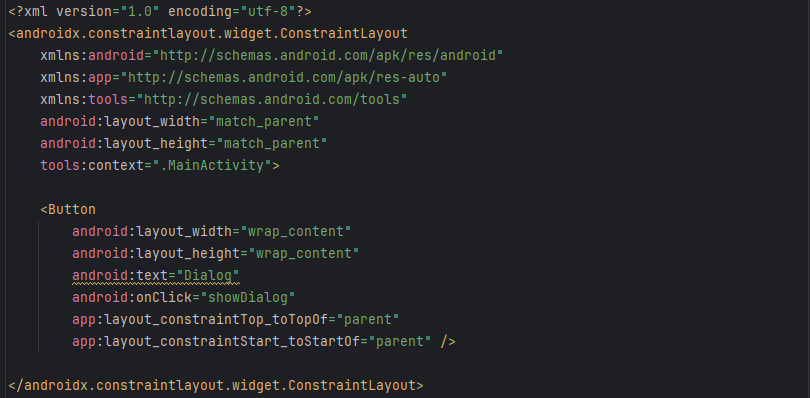 <?xml version="1.0" encoding="utf-8"?>
<androidx.constraintlayout.widget.ConstraintLayout
    xmlns:android="http://schemas.android.com/apk/res/android"
    xmlns:app="http://schemas.android.com/apk/res-auto"
    xmlns:tools="http://schemas.android.com/tools"
    android:layout_width="match_parent"
    android:layout_height="match_parent"
    tools:context=".MainActivity">

    <Button
        android:layout_width="wrap_content"
        android:layout_height="wrap_content"
        android:text="Dialog"
        android:onClick="showDialog"
        app:layout_constraintTop_toTopOf="parent"
        app:layout_constraintStart_toStartOf="parent" />

</androidx.constraintlayout.widget.ConstraintLayout>